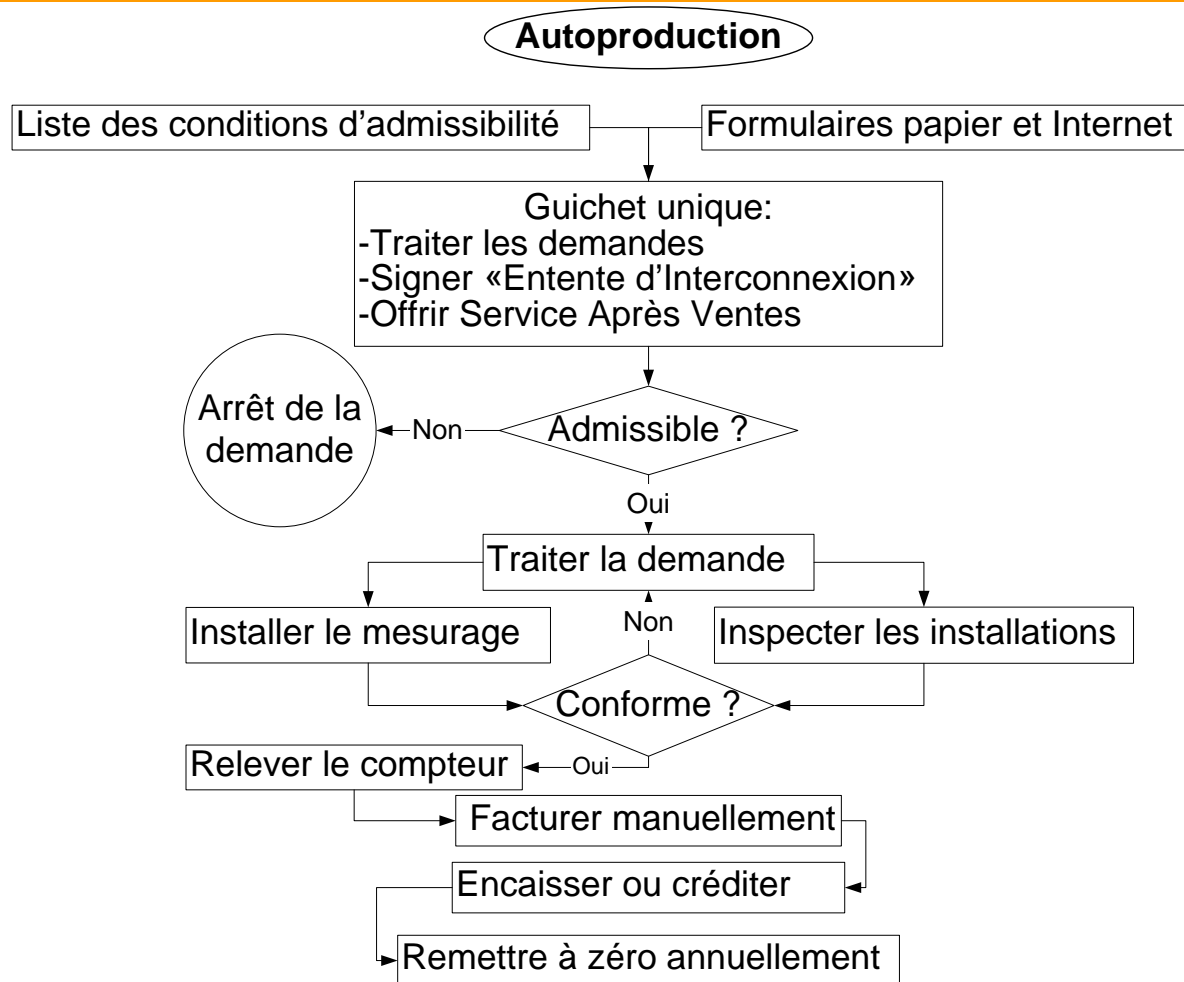 Autoproduction
Liste des conditions d'admissibilité
Formulaires papier et Internet
Guichet unique:
-Traiter les demandes
-Signer «Entente d'Interconnexion»
-Offrir Service Après Ventes
Arrêt de la
demande
Non
Admissible ?
Oui
Traiter la demande
Installer le mesurage
Non
Inspecter les installations
Conforme ?
Relever le compteur
Oui
Facturer manuellement
Encaisser ou créditer
Remettre à zéro annuellement